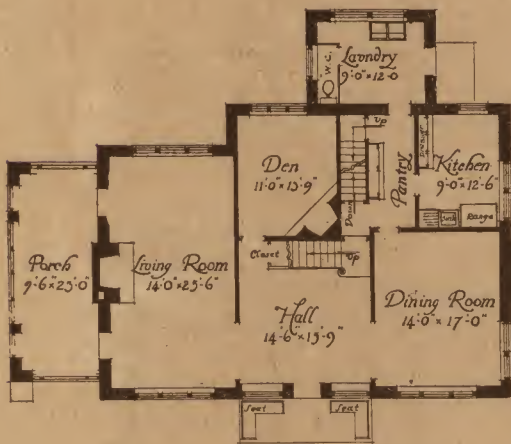 W.C.
Laundry
9'-0" × 12-0
up
Den
11'-0" × 13'-9"
Down
Pantry
Kitchen
9'-0" × 12'-6"
Sink
Range
Porch
9'-6" × 23'-0"
Living Room
14'-0" × 23'-6"
Closet
up
Hall
14'-6" × 13'-9"
Dining Room
14'-0" × 17'-0"
Seat
Seat